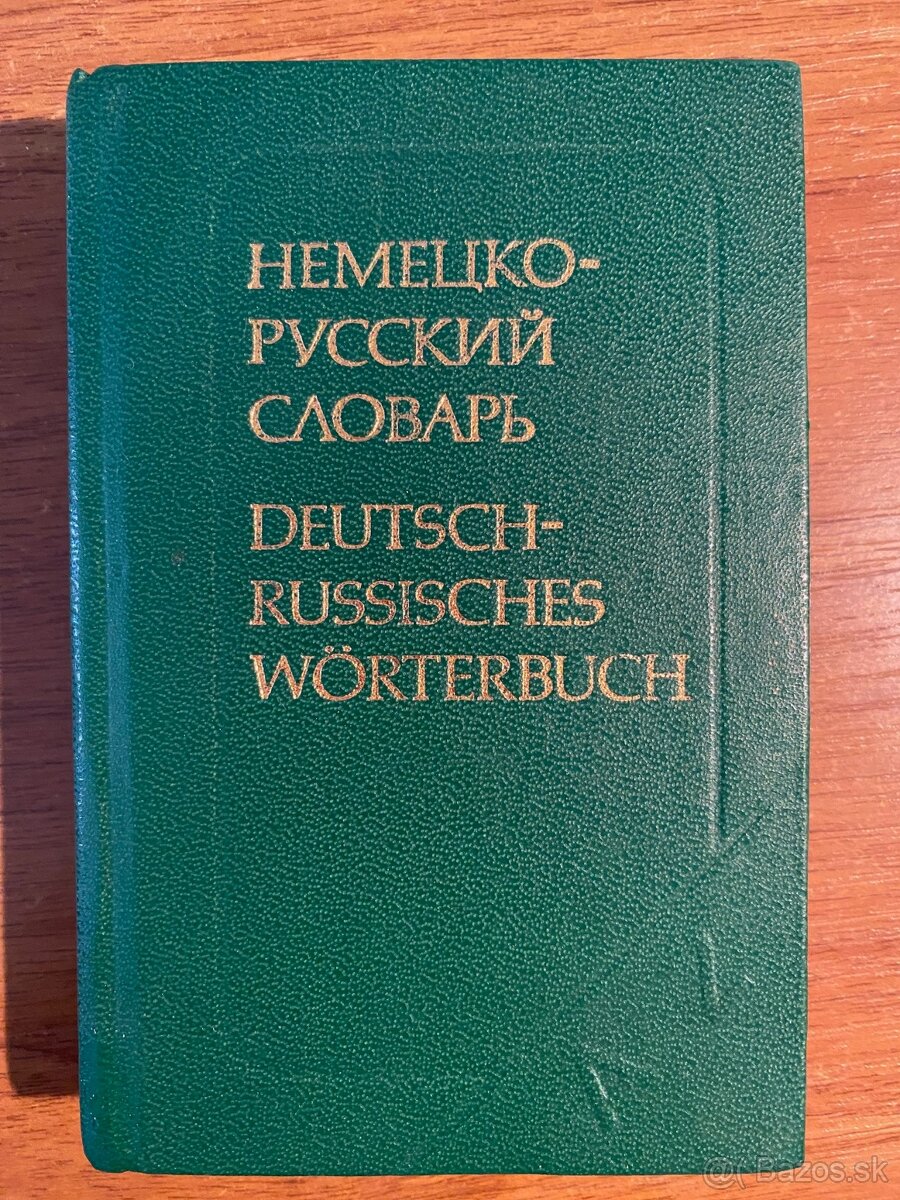 НЕМЕЦКО-
РУССКИЙ
СЛОВАРЬ
DEUTSCH-
RUSSISCHES
WÖRTERBUCH
@ Bazos.sk